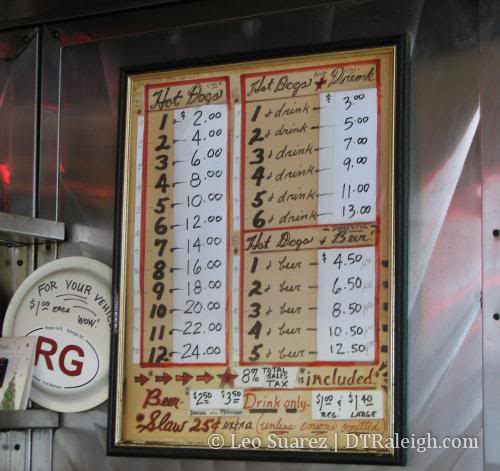 Hot Dogs ONLY
1 $ 2.00
2 4.00
3 6.00
4 8.00
5 10.00
6 12.00
7 14.00
8 16.00
9 18.00
10 20.00
11 22.00
12 24.00
Hot Dogs AND Drink
1 & drink $ 3.00
2 & drink 5.00
3 & drink 7.00
4 & drink 9.00
5 & drink 11.00
6 & drink 13.00
Hot Dogs & Beer!
1 & beer $ 4.50
2 & beer 6.50
3 & beer 8.50
4 & beer 10.50
5 & beer 12.50
8% TOTAL SALES TAX is included.
Beer $2.50 $3.50 Drink only $1.00 REG. & $1.40 LARGE
Slaw 25¢ extra (unless onions omitted)
FOR YOUR VEHICLE
$1.00 EACH
WOW!
RG
© Leo Suarez | DTRaleigh.com